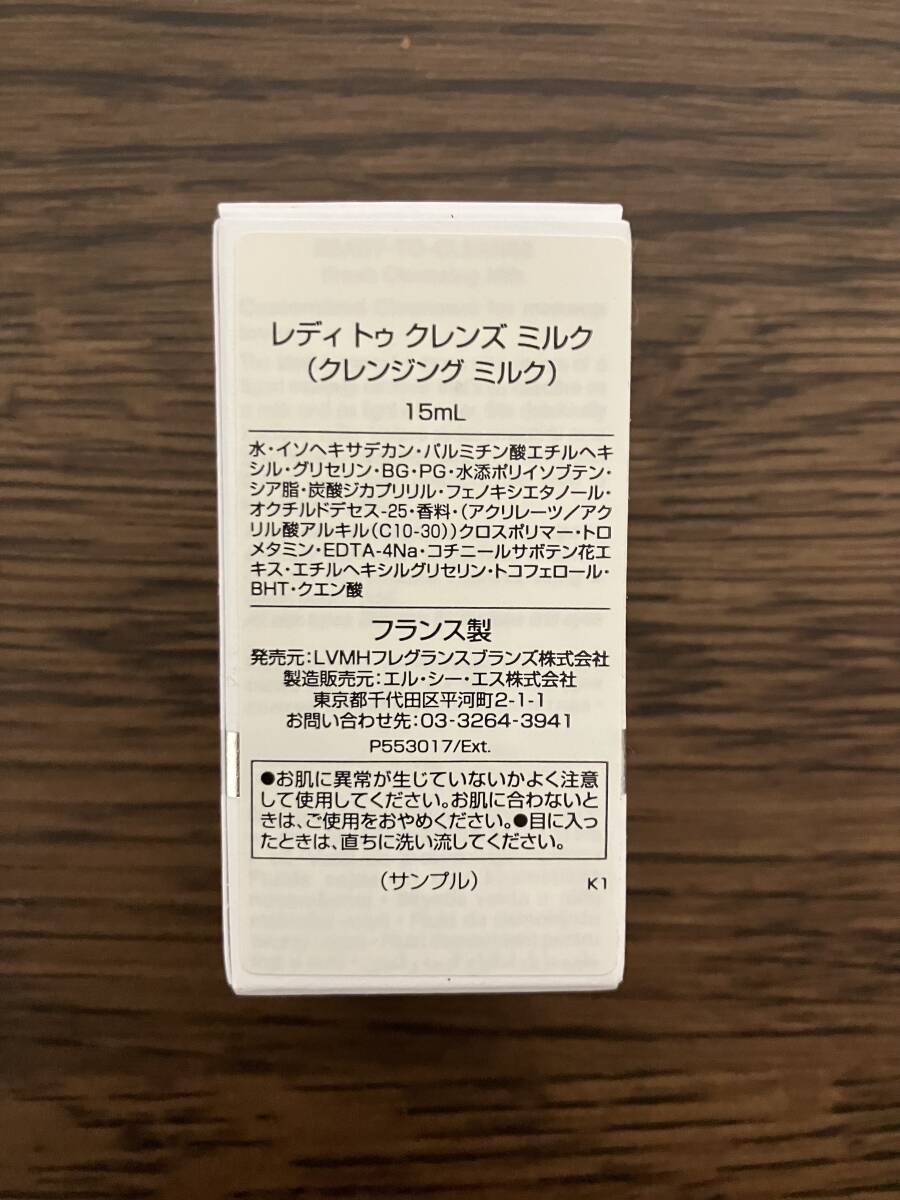 レディ トゥ クレンズ ミルク
（クレンジング ミルク）
15mL
水・イソヘキサデカン・パルミチン酸エチルヘキ
シル・グリセリン・BG・PG・水添ポリイソブテン・
シア脂・炭酸ジカプリリル・フェノキシエタノール・
オクチルドデセス-25・香料・（アクリレーツ／アク
リル酸アルキル（C10-30））クロスポリマー・トロ
メタミン・EDTA-4Na・コチニールサボテン花エ
キス・エチルヘキシルグリセリン・トコフェロール・
BHT・クエン酸
フランス製
発売元：LVMHフレグランスブランズ株式会社
製造販売元：エル・シー・エス株式会社
東京都千代田区平河町2-1-1
お問い合わせ先：03-3264-3941
P553017/Ext.
●お肌に異常が生じていないかよく注意
して使用してください。お肌に合わないと
きは、ご使用をおやめください。●目に入っ
たときは、直ちに洗い流してください。
（サンプル）
K1